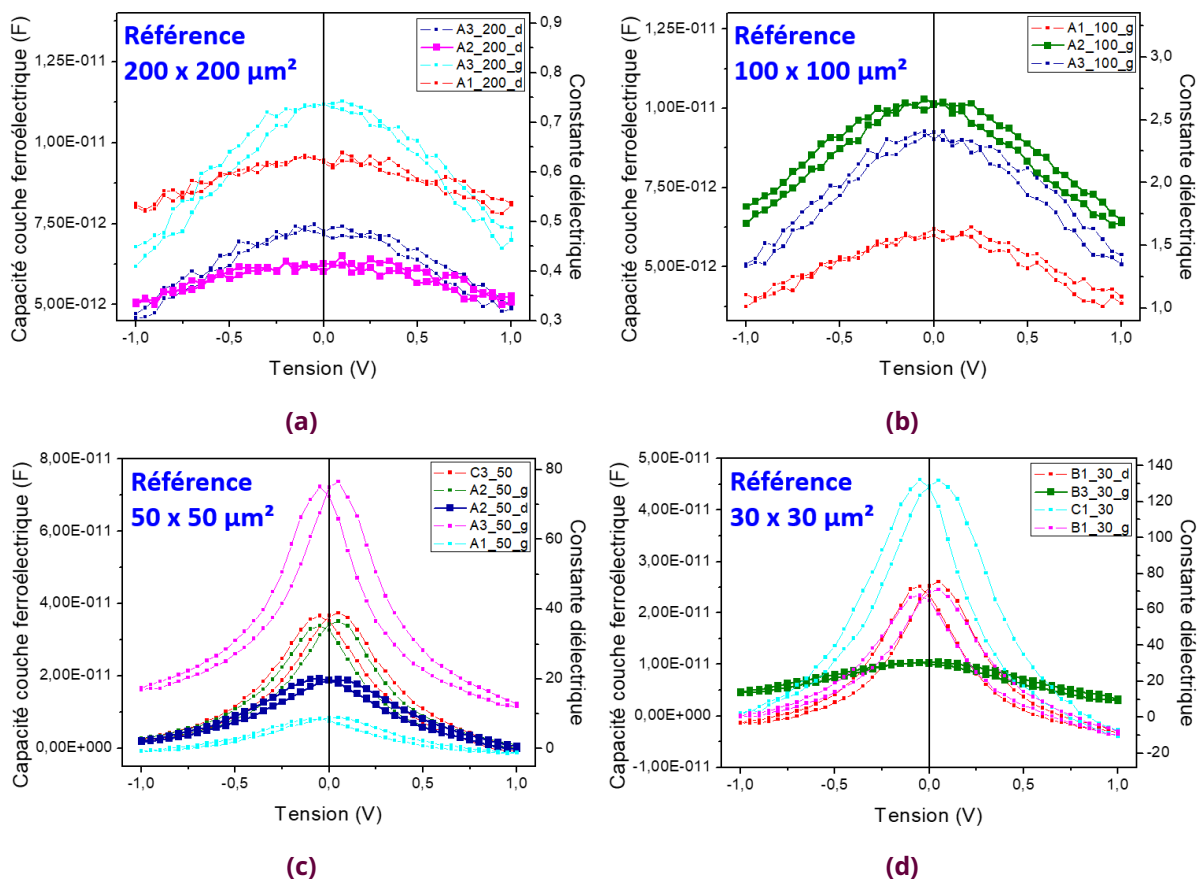 Référence
200 x 200 µm²
A3_200_d
A2_200_d
A3_200_g
A1_200_d
Capacité couche ferroélectrique (F)
1,25E-011
1,00E-011
7,50E-012
5,00E-012
0,9
0,8
0,7
0,6
0,5
0,4
0,3
Constante diélectrique
-1,0 -0,5 0,0 0,5 1,0
Tension (V)
(a)
Référence
100 x 100 µm²
A1_100_g
A2_100_g
A3_100_g
Capacité couche ferroélectrique (F)
1,25E-011
1,00E-011
7,50E-012
5,00E-012
3,0
2,5
2,0
1,5
1,0
Constante diélectrique
-1,0 -0,5 0,0 0,5 1,0
Tension (V)
(b)
Référence
50 x 50 µm²
C3_50
A2_50_g
A2_50_d
A3_50_g
A1_50_g
Capacité couche ferroélectrique (F)
8,00E-011
6,00E-011
4,00E-011
2,00E-011
0,00E+000
80
60
40
20
0
Constante diélectrique
-1,0 -0,5 0,0 0,5 1,0
Tension (V)
(c)
Référence
30 x 30 µm²
B1_30_d
B3_30_g
C1_30
B1_30_g
Capacité couche ferroélectrique (F)
5,00E-011
4,00E-011
3,00E-011
2,00E-011
1,00E-011
0,00E+000
-1,00E-011
140
120
100
80
60
40
20
0
-20
Constante diélectrique
-1,0 -0,5 0,0 0,5 1,0
Tension (V)
(d)